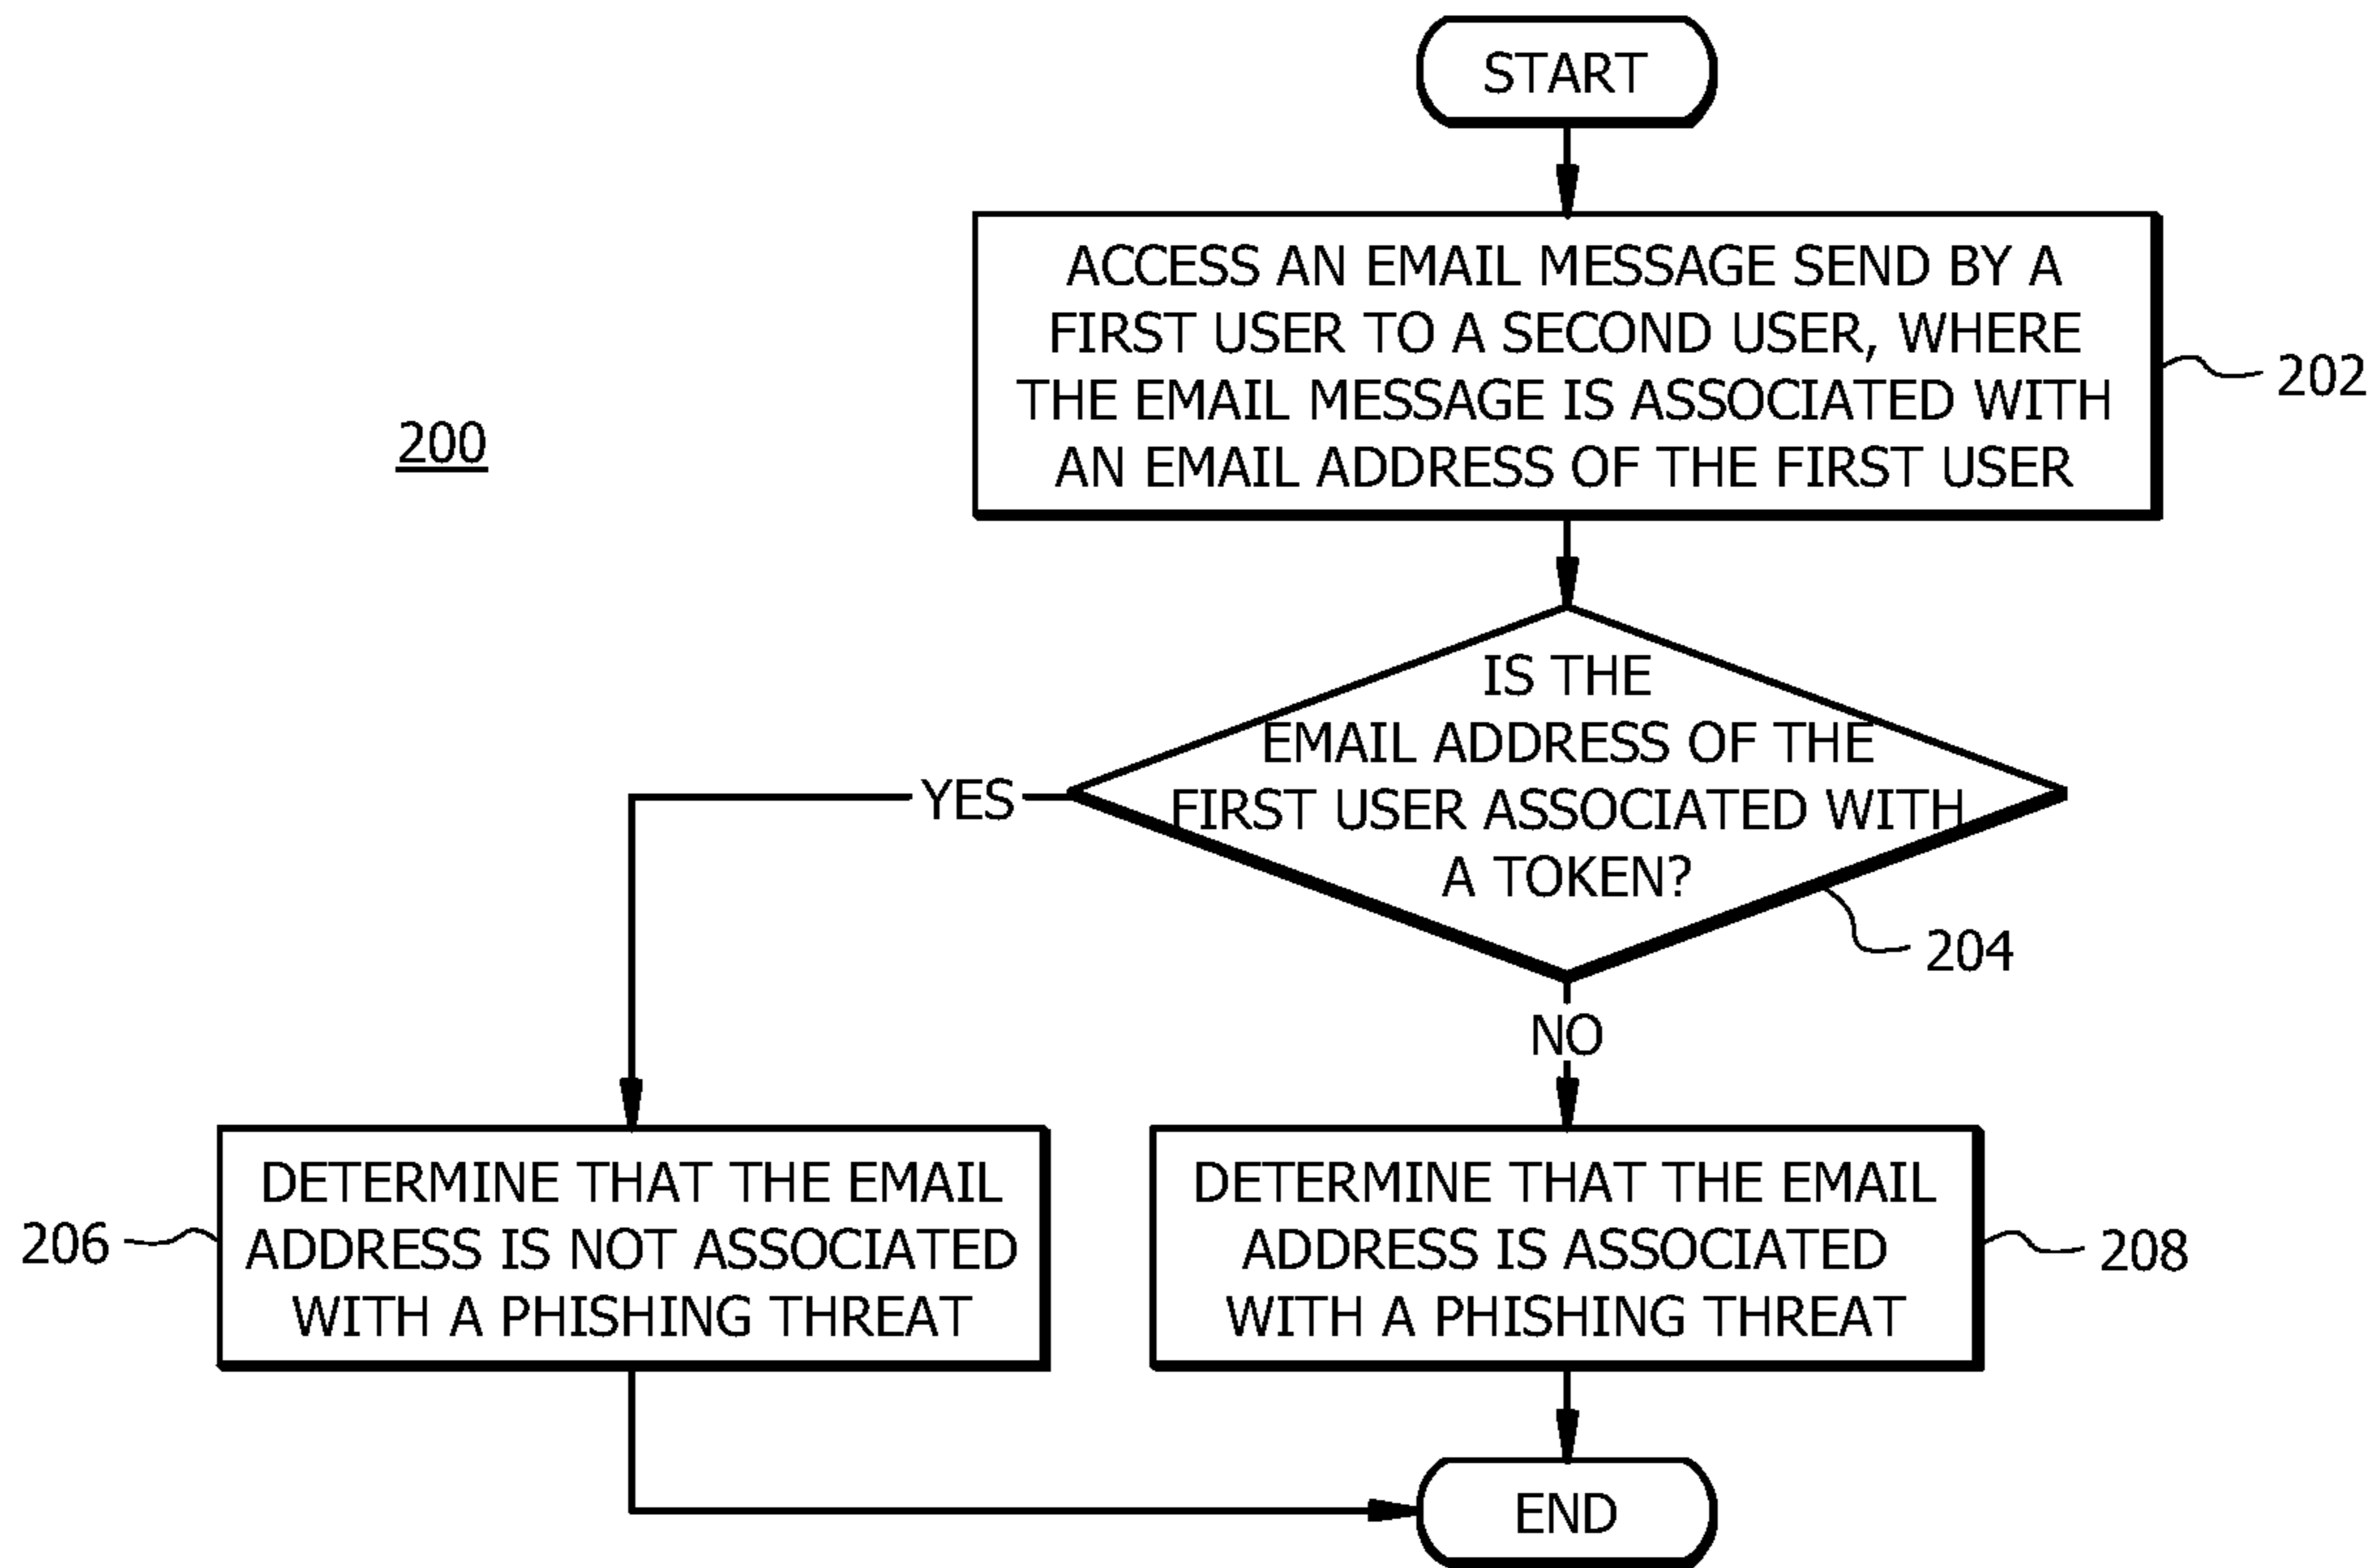 START
ACCESS AN EMAIL MESSAGE SEND BY A
FIRST USER TO A SECOND USER, WHERE
THE EMAIL MESSAGE IS ASSOCIATED WITH
AN EMAIL ADDRESS OF THE FIRST USER
202
200
IS THE
EMAIL ADDRESS OF THE
FIRST USER ASSOCIATED WITH
A TOKEN?
YES
204
NO
DETERMINE THAT THE EMAIL
ADDRESS IS NOT ASSOCIATED
WITH A PHISHING THREAT
206
DETERMINE THAT THE EMAIL
ADDRESS IS ASSOCIATED
WITH A PHISHING THREAT
208
END